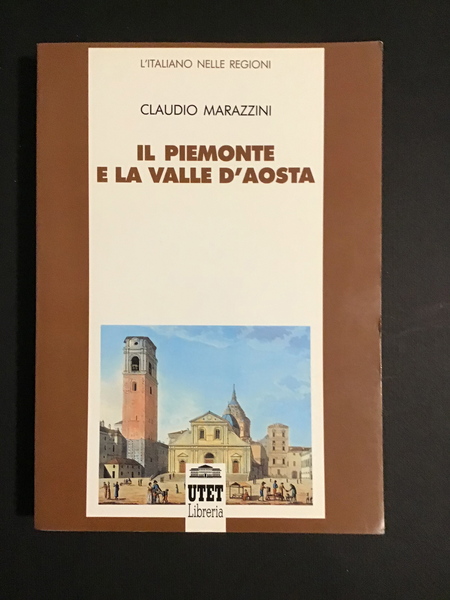 L'ITALIANO NELLE REGIONI
CLAUDIO MARAZZINI
IL PIEMONTE
E LA VALLE D'AOSTA
UTET
Libreria